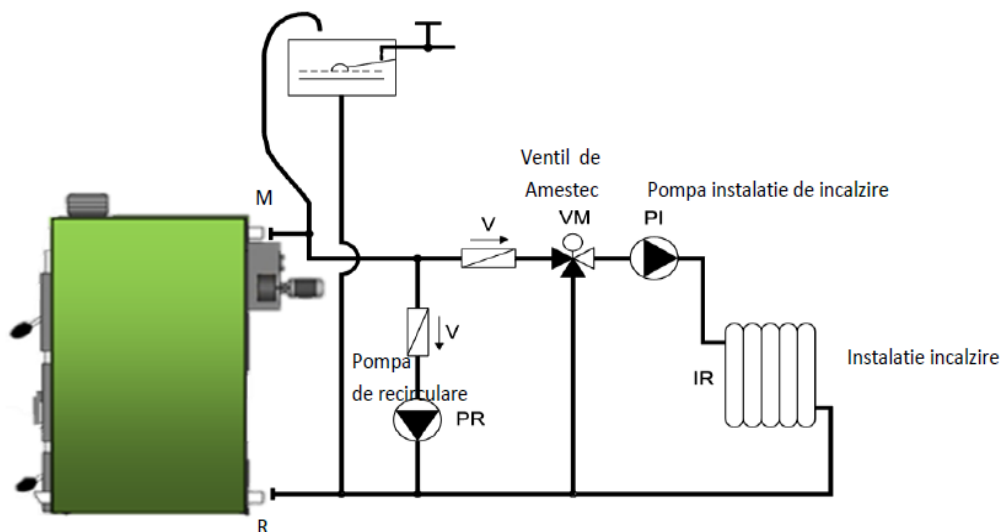 M
Ventil de
Amestec
VM
Pompa instalatie de incalzire
PI
V
V
Pompa
de recirculare
PR
IR
Instalatie incalzire
R